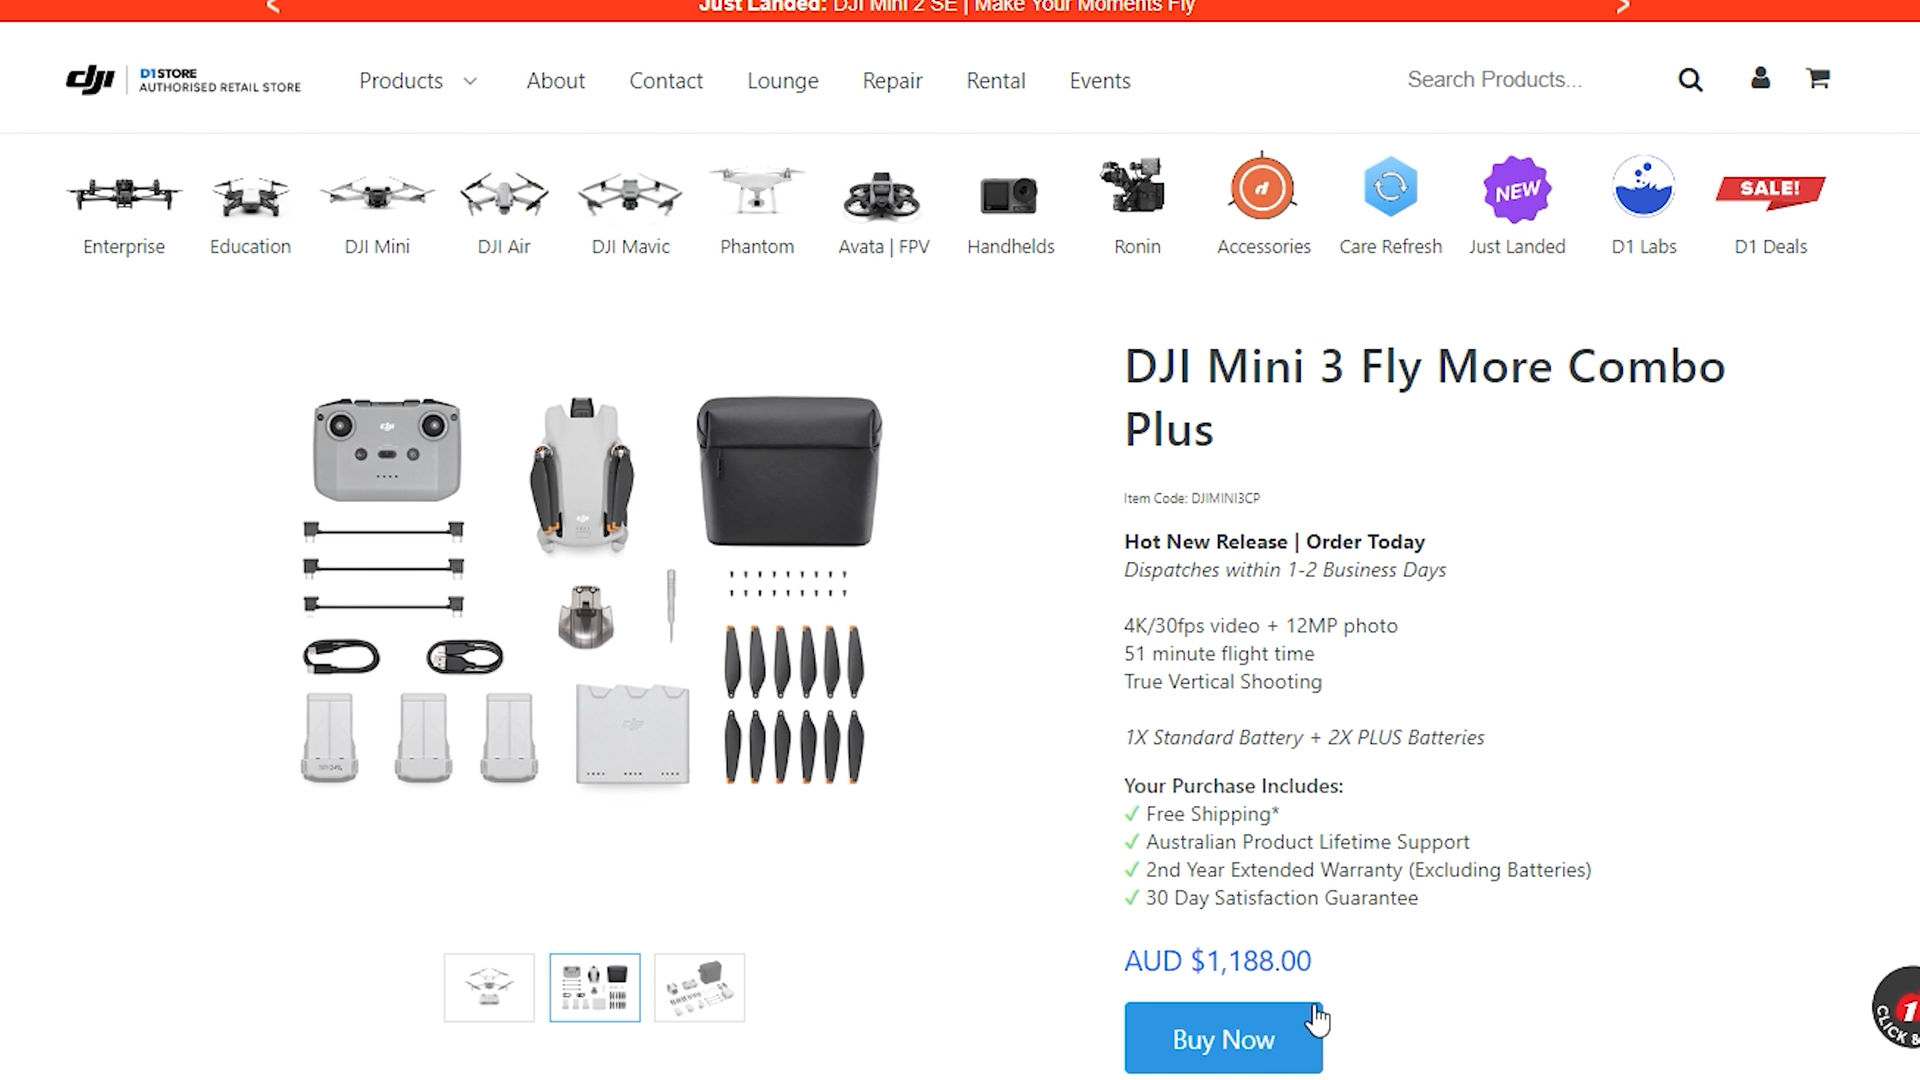 Just Landed: DJI Mini 2 SE | Make Your Moments Fly
dji D1STORE
AUTHORISED RETAIL STORE
Products About Contact Lounge Repair Rental Events Search Products...
NEW SALE!
Enterprise Education DJI Mini DJI Air DJI Mavic Phantom Avata | FPV Handhelds Ronin Accessories Care Refresh Just Landed D1 Labs D1 Deals
DJI Mini 3 Fly More Combo
Plus
Item Code: DJIMINI3CP
Hot New Release | Order Today
Dispatches within 1-2 Business Days
4K/30fps video + 12MP photo
51 minute flight time
True Vertical Shooting
1X Standard Battery + 2X PLUS Batteries
Your Purchase Includes:
✓ Free Shipping*
✓ Australian Product Lifetime Support
✓ 2nd Year Extended Warranty (Excluding Batteries)
✓ 30 Day Satisfaction Guarantee
AUD $1,188.00
Buy Now
1
CLICK &